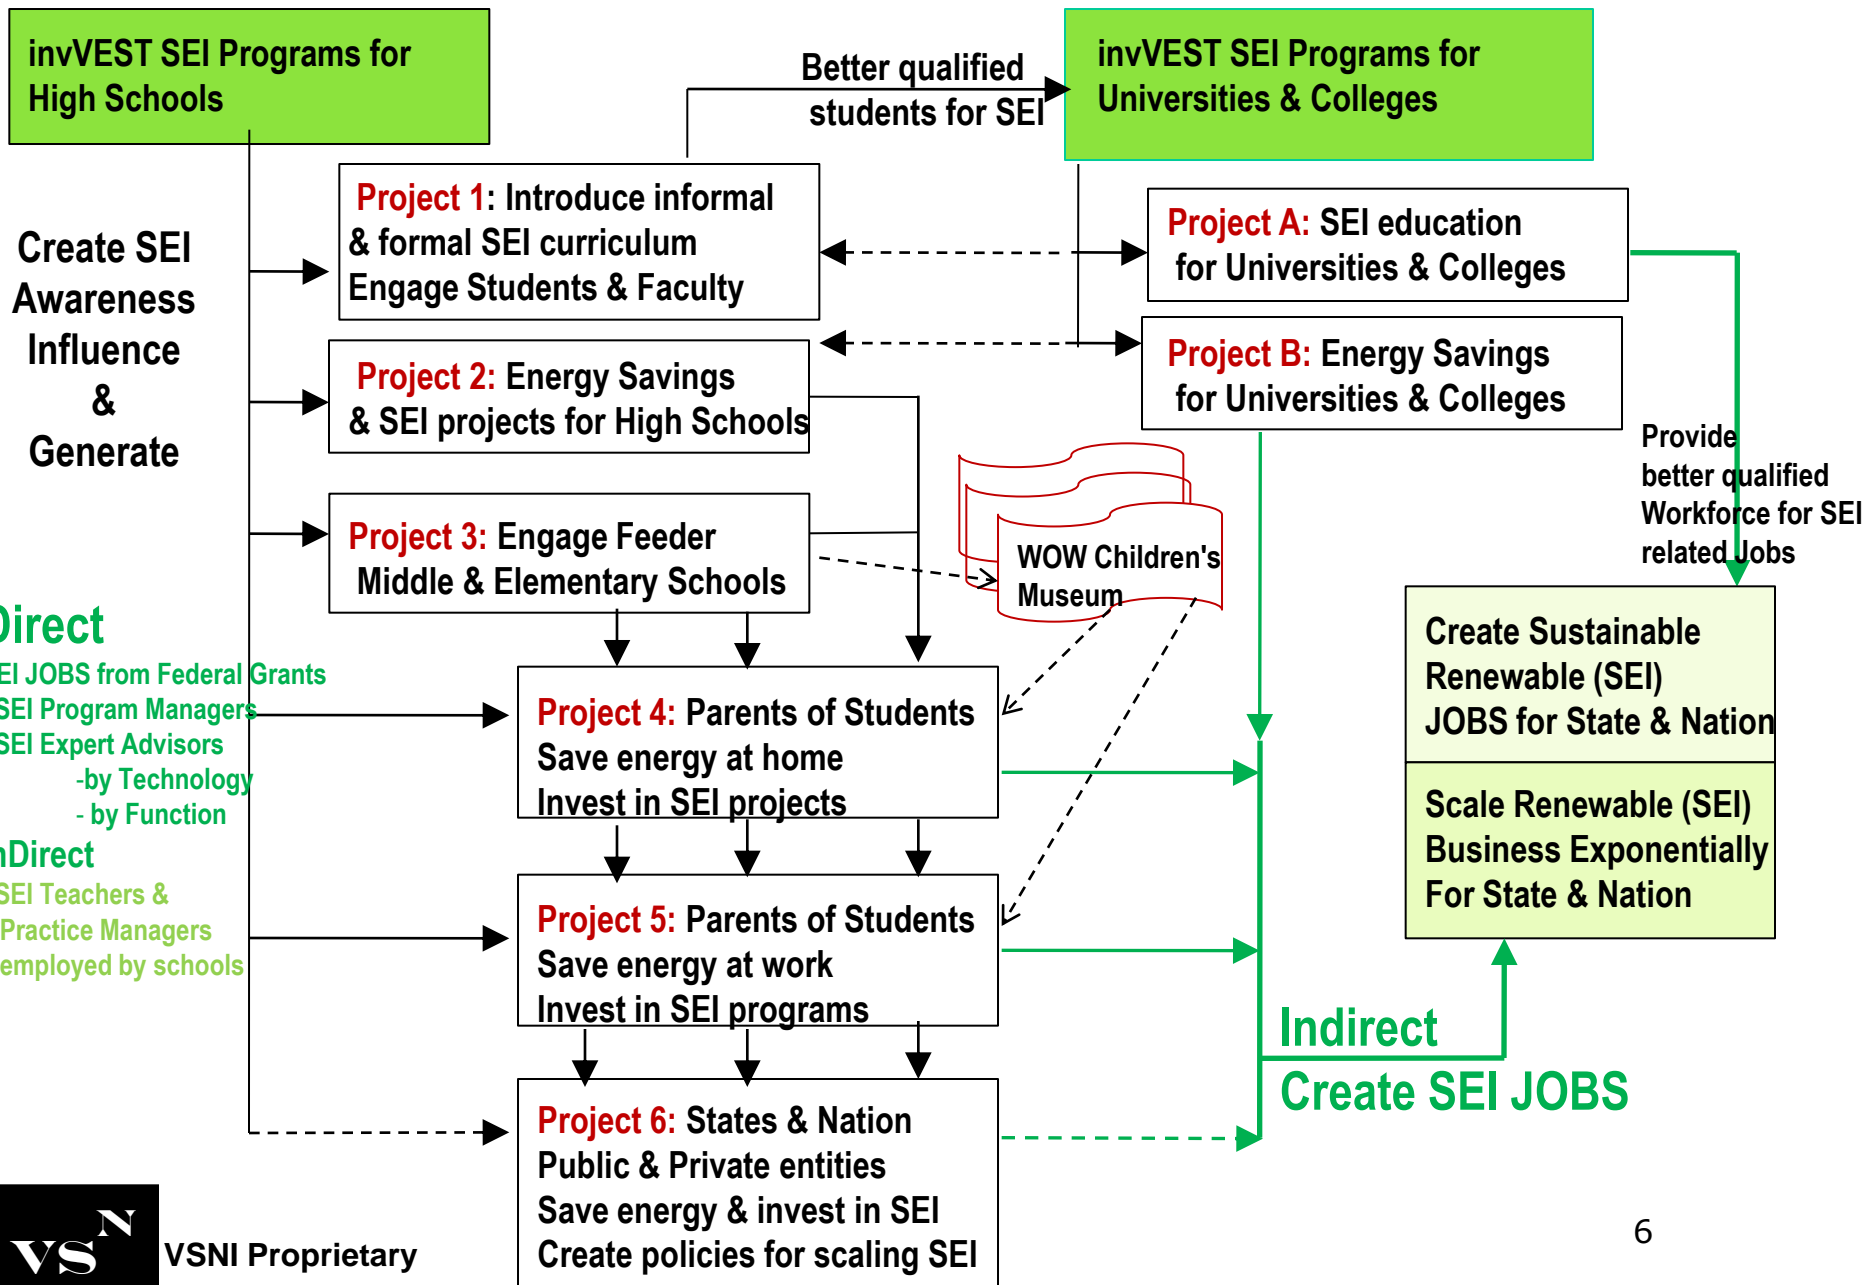 invVEST SEI Programs for
High Schools
Better qualified
students for SEI
invVEST SEI Programs for
Universities & Colleges
Create SEI
Awareness
Influence
&
Generate
Project 1: Introduce informal
& formal SEI curriculum
Engage Students & Faculty
Project A: SEI education
for Universities & Colleges
Project 2: Energy Savings
& SEI projects for High Schools
Project B: Energy Savings
for Universities & Colleges
Provide
better qualified
Workforce for SEI
related Jobs
Project 3: Engage Feeder
Middle & Elementary Schools
WOW Children's
Museum
Direct
EI JOBS from Federal Grants
SEI Program Managers
SEI Expert Advisors
-by Technology
- by Function
nDirect
SEI Teachers &
Practice Managers
employed by schools
Project 4: Parents of Students
Save energy at home
Invest in SEI projects
Project 5: Parents of Students
Save energy at work
Invest in SEI programs
Project 6: States & Nation
Public & Private entities
Save energy & invest in SEI
Create policies for scaling SEI
Create Sustainable
Renewable (SEI)
JOBS for State & Nation
Scale Renewable (SEI)
Business Exponentially
For State & Nation
Indirect
Create SEI JOBS
VSN
VSNI Proprietary
6